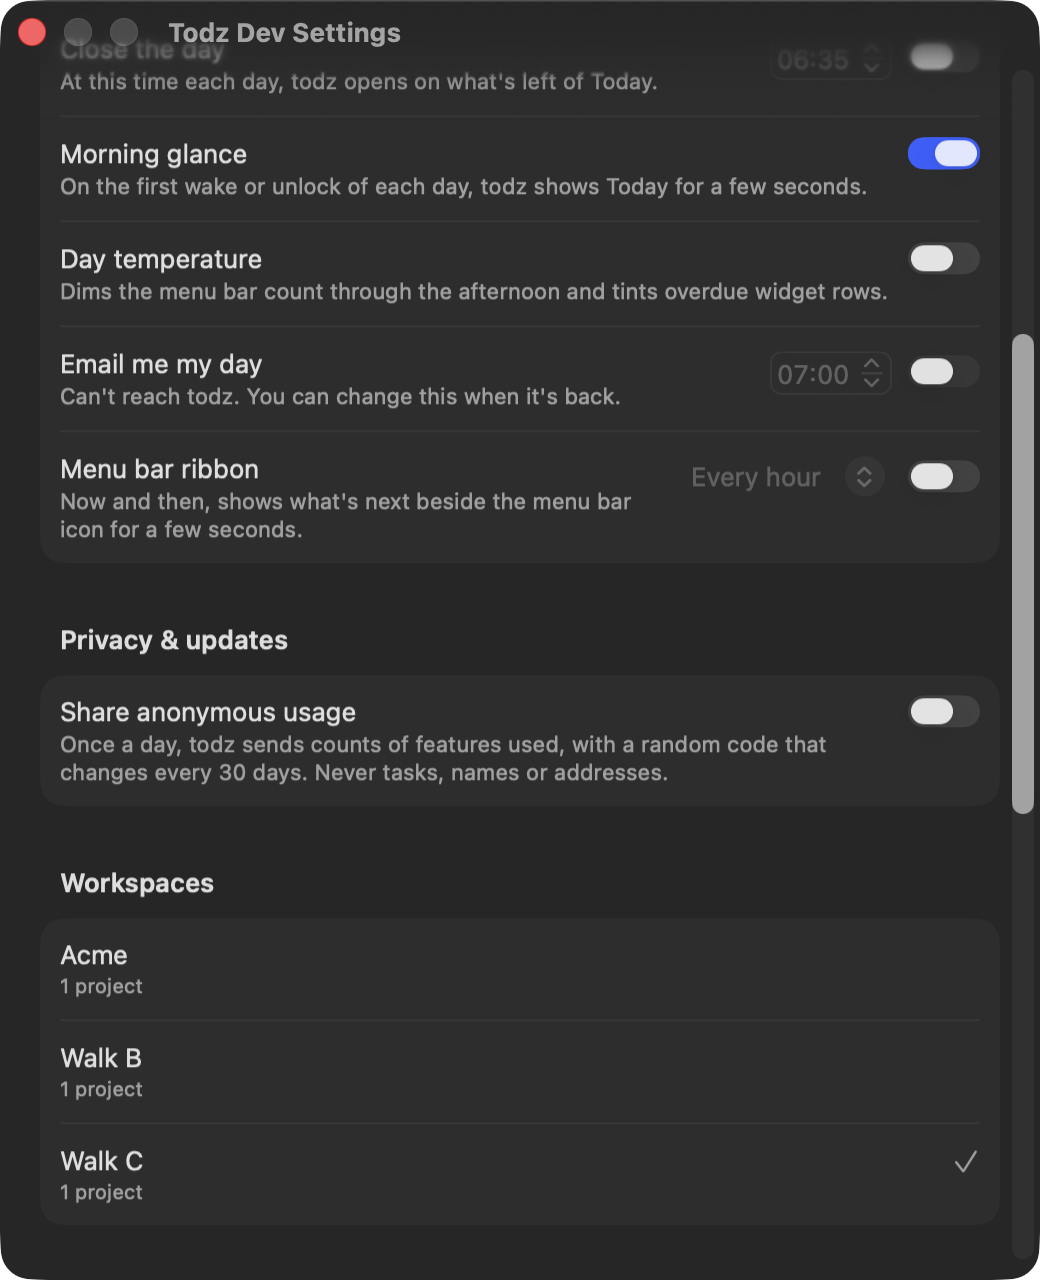 Todz Dev Settings
Close the day
06:35
At this time each day, todz opens on what's left of Today.
Morning glance
On the first wake or unlock of each day, todz shows Today for a few seconds.
Day temperature
Dims the menu bar count through the afternoon and tints overdue widget rows.
Email me my day
07:00
Can't reach todz. You can change this when it's back.
Menu bar ribbon
Every hour
Now and then, shows what's next beside the menu bar
icon for a few seconds.
Privacy & updates
Share anonymous usage
Once a day, todz sends counts of features used, with a random code that
changes every 30 days. Never tasks, names or addresses.
Workspaces
Acme
1 project
Walk B
1 project
Walk C
1 project